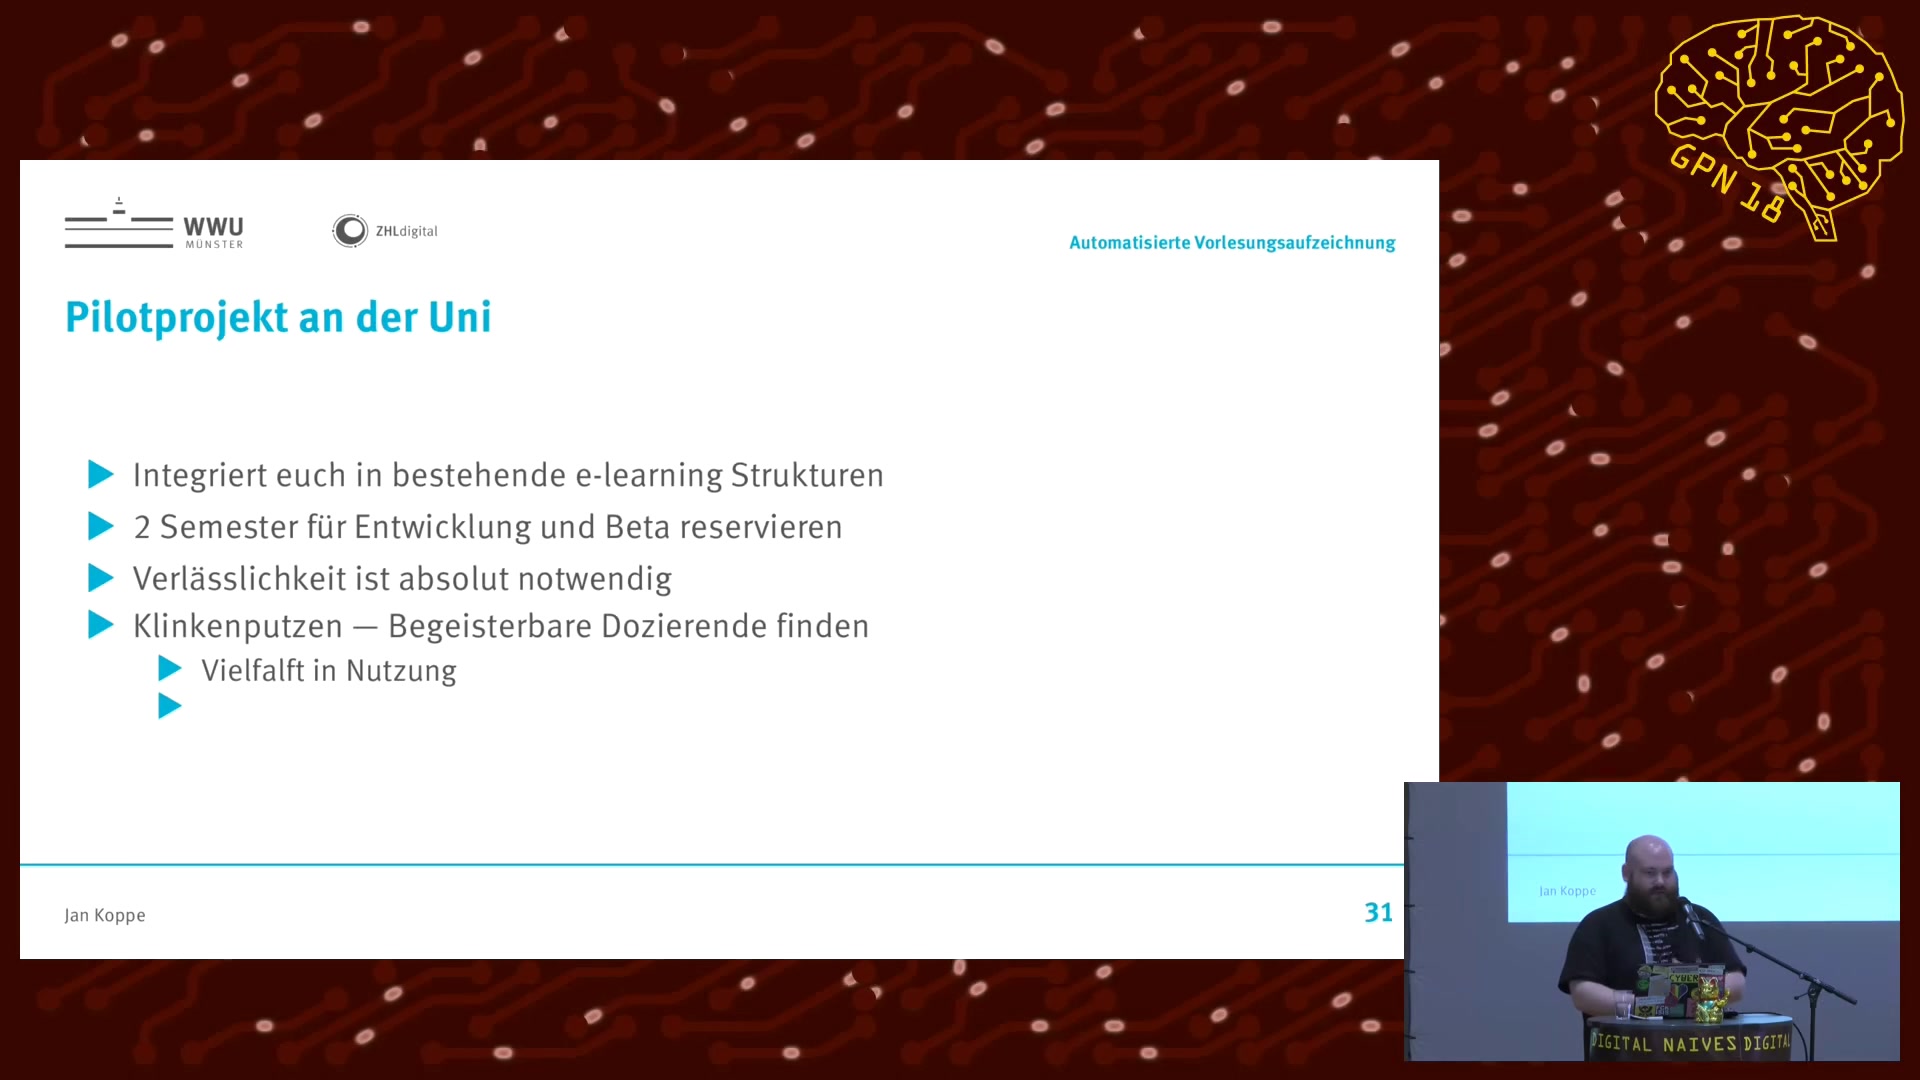 GPN 18
WWU
MÜNSTER
ZHLdigital
Automatisierte Vorlesungsaufzeichnung
Pilotprojekt an der Uni
Integriert euch in bestehende e-learning Strukturen
2 Semester für Entwicklung und Beta reservieren
Verlässlichkeit ist absolut notwendig
Klinkenputzen — Begeisterbare Dozierende finden
Vielfalft in Nutzung
Jan Koppe
31
Jan Koppe
CYBER
DIGITAL NAIVES DIGITAL